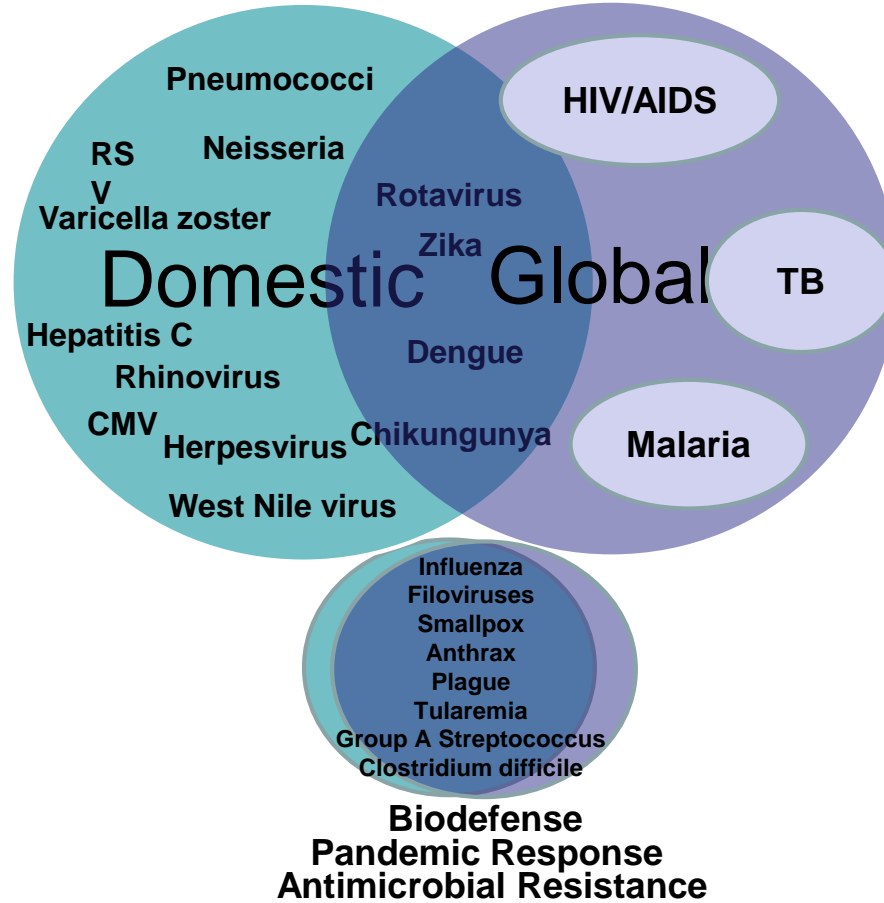 Pneumococci
HIV/AIDS
Neisseria
RS
V
Rotavirus
Varicella zoster
Zika
Domestic
Global
TB
Hepatitis C
Dengue
Rhinovirus
CMV
Chikungunya
Herpesvirus
Malaria
West Nile virus
Influenza
Filoviruses
Smallpox
Anthrax
Plague
Tularemia
Group A Streptococcus
Clostridium difficile
Biodefense
Pandemic Response
Antimicrobial Resistance